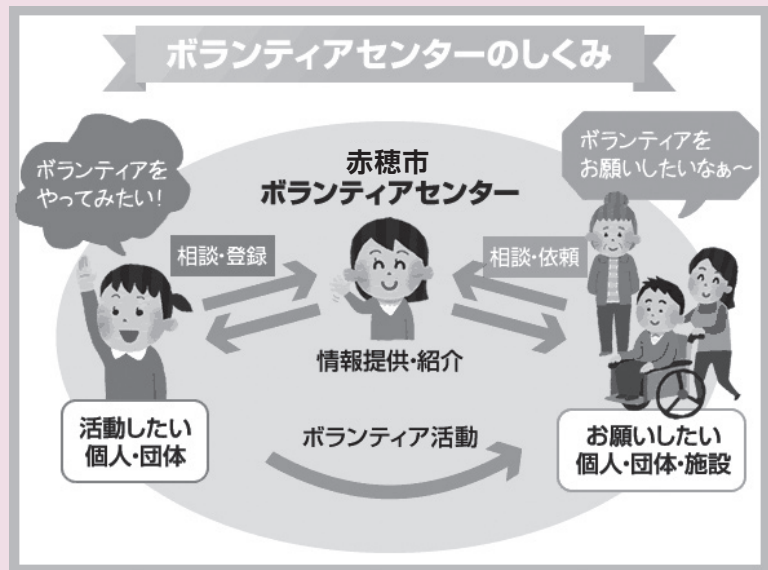 ボランティアセンターのしくみ
ボランティアを
やってみたい!
赤穂市
ボランティアセンター
ボランティアを
お願いしたいなぁ〜
相談・登録
相談・依頼
情報提供・紹介
活動したい
個人・団体
ボランティア活動
お願いしたい
個人・団体・施設